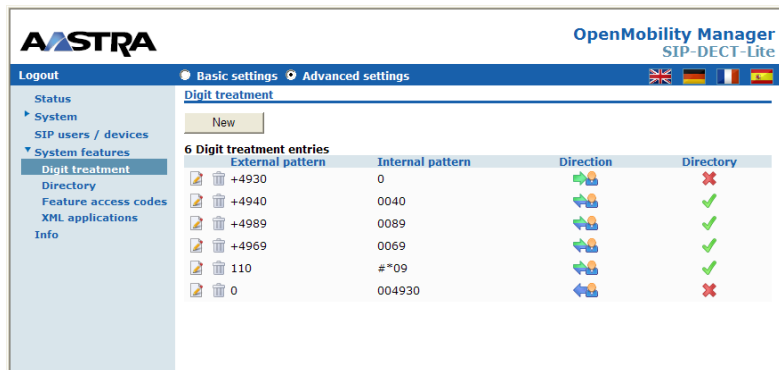 AASTRA
OpenMobility Manager
SIP-DECT-Lite
Logout
Basic settings Advanced settings
Status
System
SIP users / devices
System features
Digit treatment
Directory
Feature access codes
XML applications
Info
Digit treatment
New
6 Digit treatment entries
External pattern Internal pattern Direction Directory
+4930 0
+4940 0040
+4989 0089
+4969 0069
110 #*09
0 004930